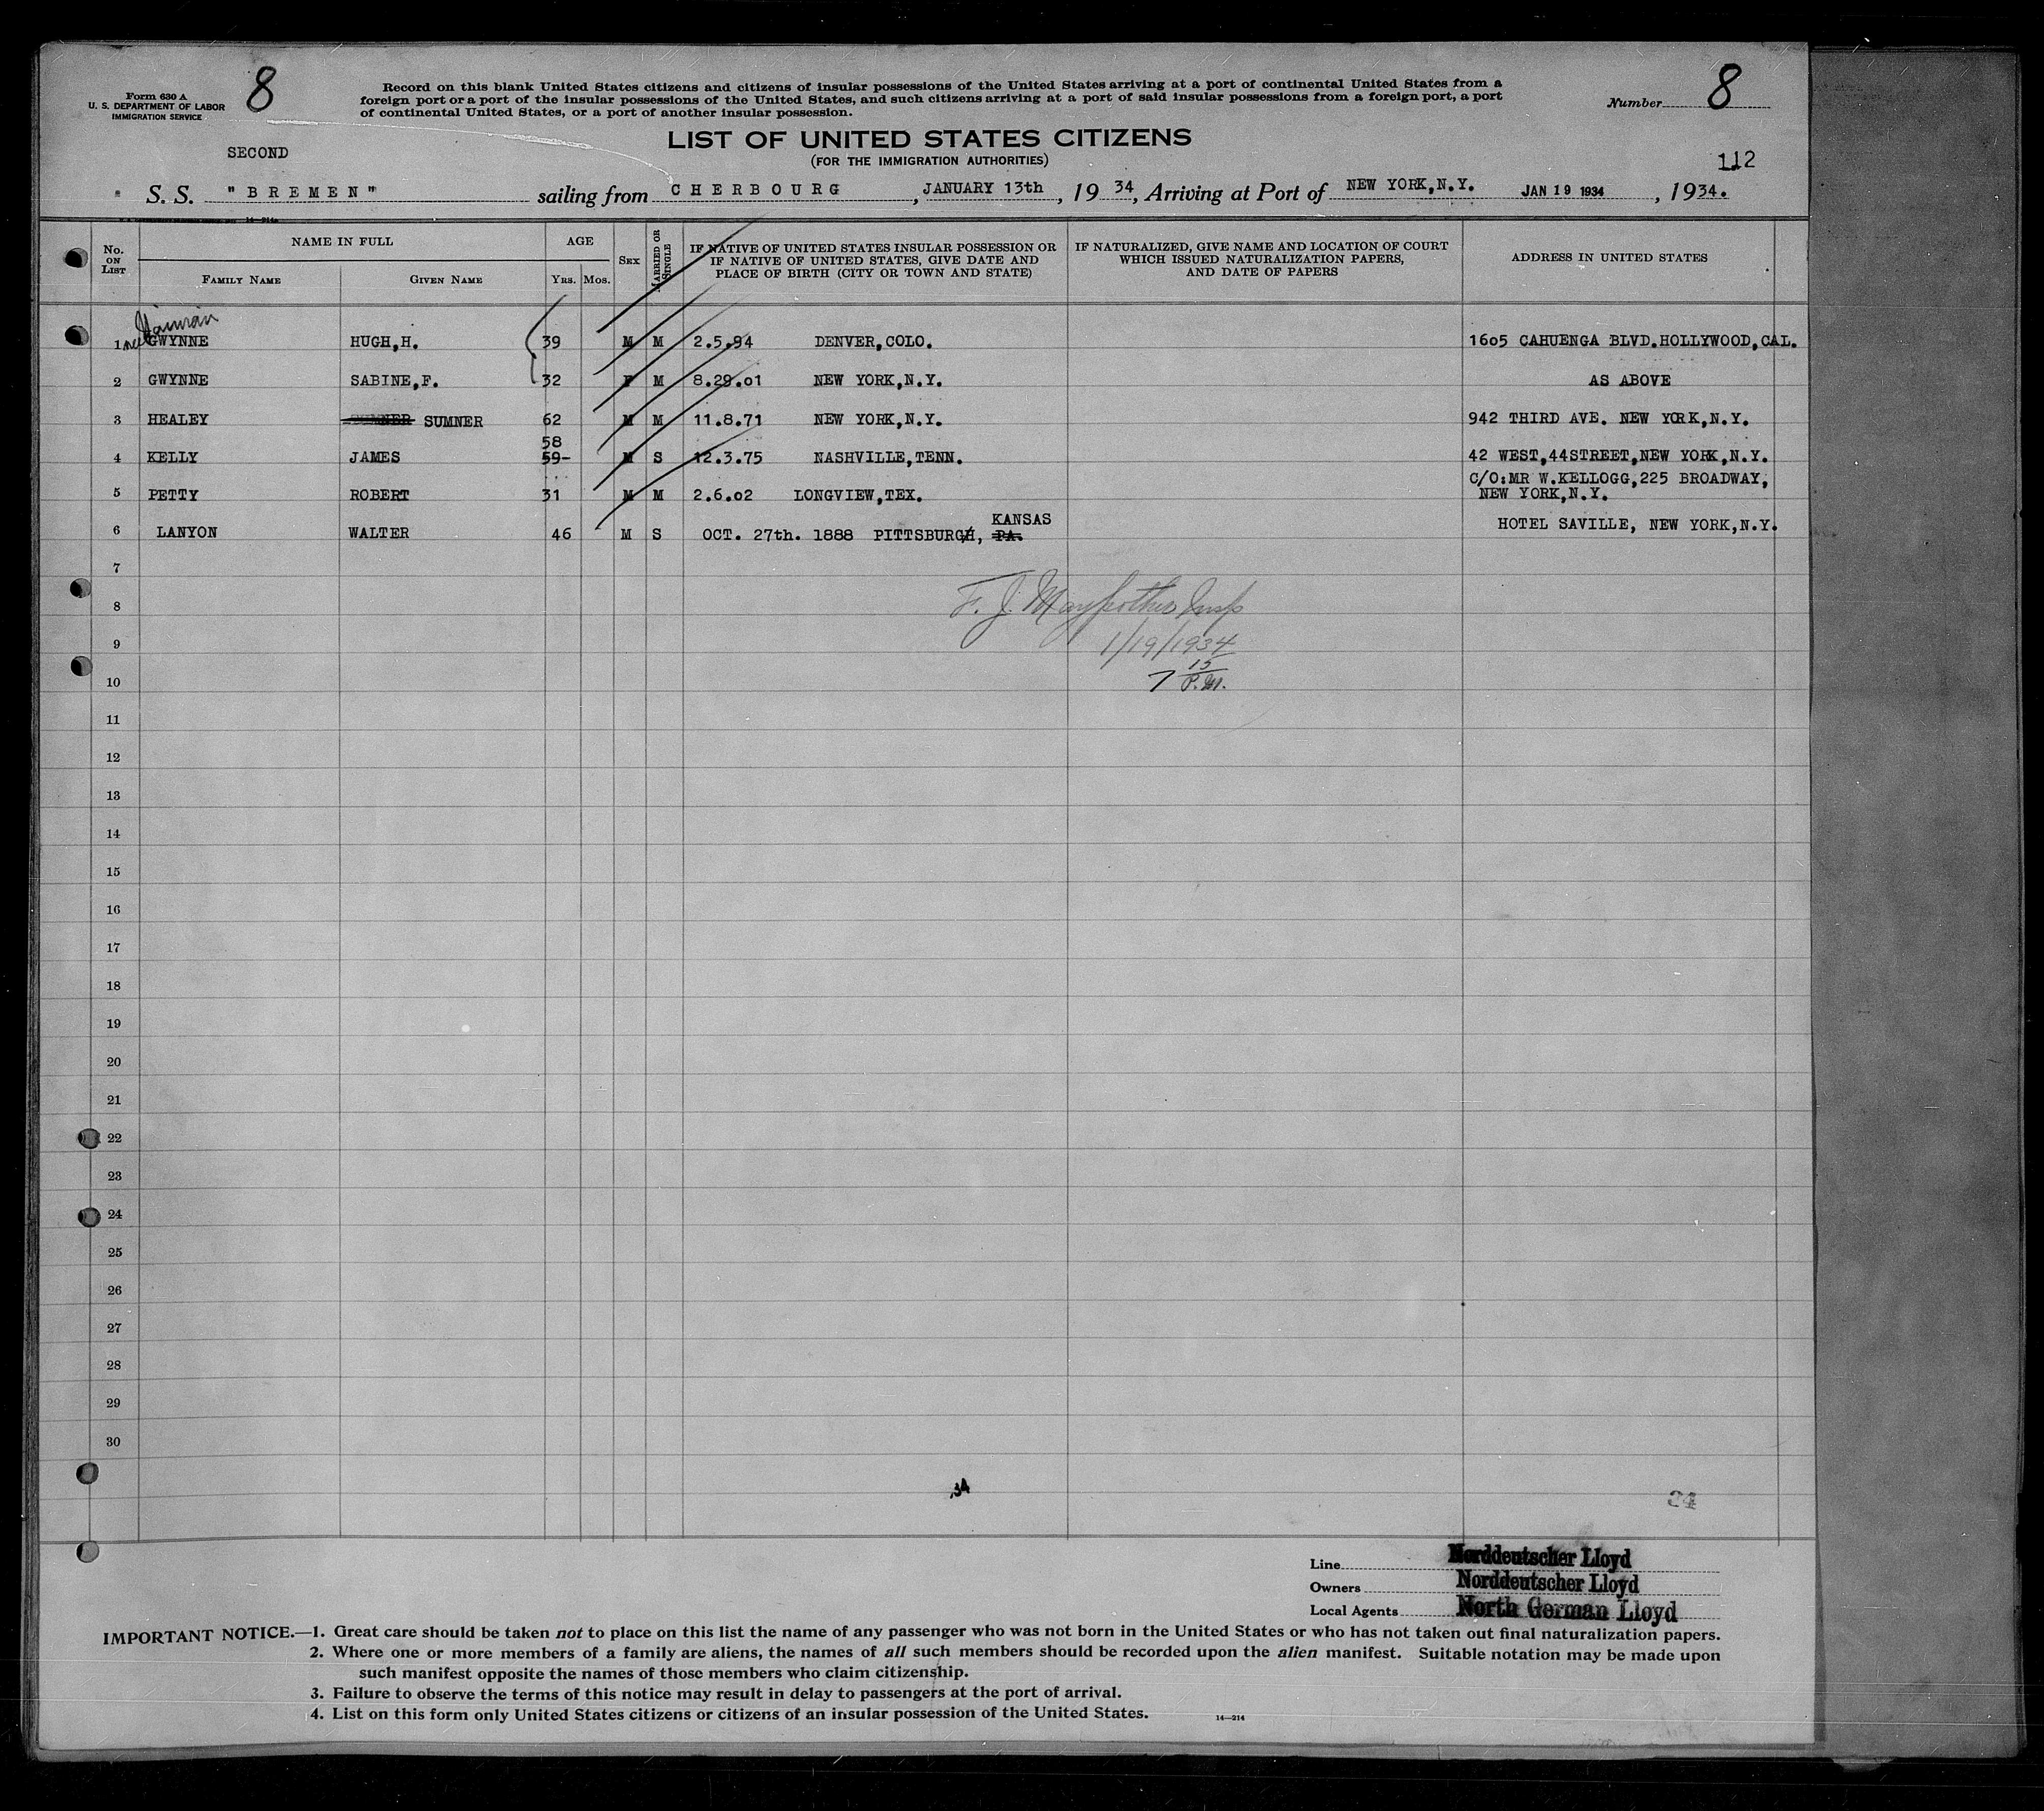 Form 630 A
U. S. DEPARTMENT OF LABOR
IMMIGRATION SERVICE
8
Record on this blank United States citizens and citizens of insular possessions of the United States arriving at a port of continental United States from a
foreign port or a port of the insular possessions of the United States, and such citizens arriving at a port of said insular possessions from a foreign port, a port
of continental United States, or a port of another insular possession.
Number 8
LIST OF UNITED STATES CITIZENS
(FOR THE IMMIGRATION AUTHORITIES)
SECOND
112
S. S. "BREMEN" sailing from CHERBOURG, JANUARY 13th, 1934, Arriving at Port of NEW YORK,N.Y. JAN 19 1934, 1934.
14—214
No. ON LIST
NAME IN FULL
FAMILY NAME
GIVEN NAME
AGE
YRS.
MOS.
SEX
MARRIED OR SINGLE
IF NATIVE OF UNITED STATES INSULAR POSSESSION OR
IF NATIVE OF UNITED STATES, GIVE DATE AND
PLACE OF BIRTH (CITY OR TOWN AND STATE)
IF NATURALIZED, GIVE NAME AND LOCATION OF COURT
WHICH ISSUED NATURALIZATION PAPERS,
AND DATE OF PAPERS
ADDRESS IN UNITED STATES
1 GWYNNE HUGH,H. 39 M M 2.5.94 DENVER,COLO. 1605 CAHUENGA BLVD.HOLLYWOOD,CAL.
2 GWYNNE SABINE,F. 32 F M 8.29.01 NEW YORK,N.Y. AS ABOVE
3 HEALEY SUMNER 62 M M 11.8.71 NEW YORK,N.Y. 942 THIRD AVE. NEW YORK,N.Y.
58
4 KELLY JAMES 59- M S 12.3.75 NASHVILLE,TENN. 42 WEST,44STREET,NEW YORK,N.Y.
C/O:MR W.KELLOGG,225 BROADWAY,
5 PETTY ROBERT 31 M M 2.6.02 LONGVIEW,TEX. NEW YORK,N.Y.
KANSAS
6 LANYON WALTER 46 M S OCT. 27th. 1888 PITTSBURGH, PA. HOTEL SAVILLE, NEW YORK,N.Y.
7
F. J. Insp
8
1/19/1934
9
7 15 P.M.
10
11
12
13
14
15
16
17
18
19
20
21
22
23
24
25
26
27
28
29
30
34
24
Line Norddeutscher Lloyd
Owners Norddeutscher Lloyd
Local Agents North German Lloyd
IMPORTANT NOTICE.—1. Great care should be taken not to place on this list the name of any passenger who was not born in the United States or who has not taken out final naturalization papers.
2. Where one or more members of a family are aliens, the names of all such members should be recorded upon the alien manifest. Suitable notation may be made upon
such manifest opposite the names of those members who claim citizenship.
3. Failure to observe the terms of this notice may result in delay to passengers at the port of arrival.
4. List on this form only United States citizens or citizens of an insular possession of the United States.
14—214